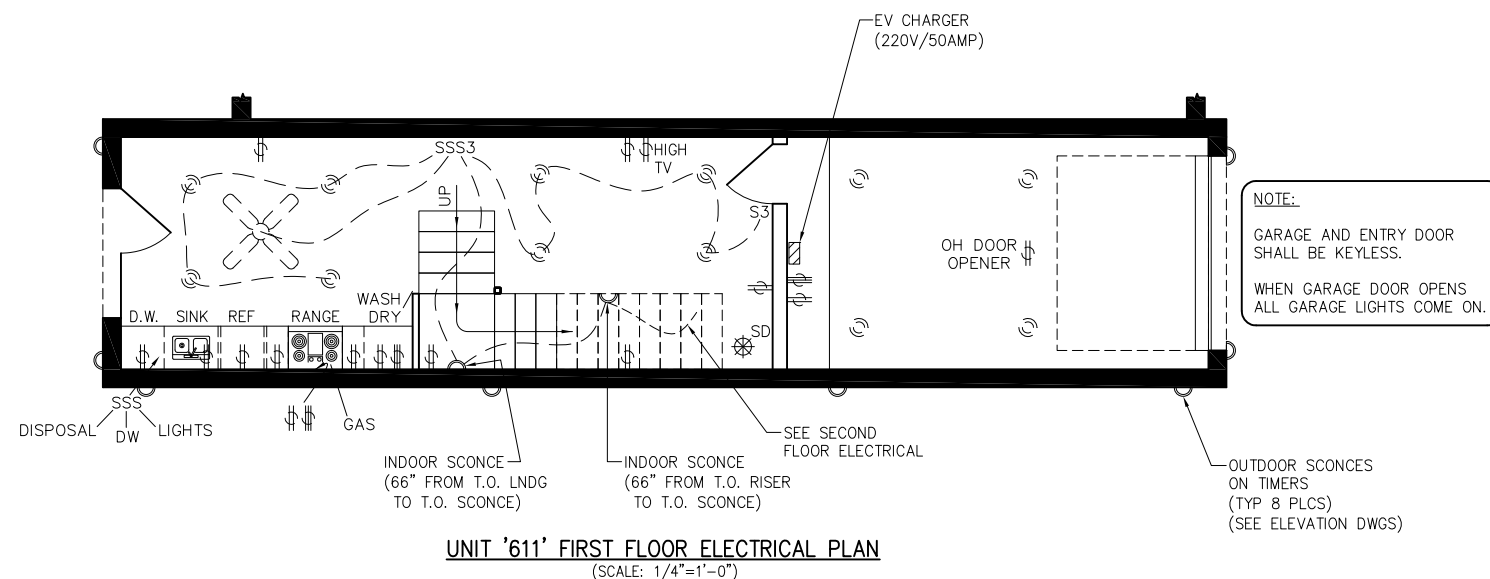 EV CHARGER
(220V/50AMP)
SSS3
HIGH
TV
UP
S3
OH DOOR
OPENER
NOTE:
GARAGE AND ENTRY DOOR
SHALL BE KEYLESS.
WHEN GARAGE DOOR OPENS
ALL GARAGE LIGHTS COME ON.
WASH
DRY
D.W.
SINK
REF
RANGE
SD
SSS
DISPOSAL
DW
LIGHTS
GAS
SEE SECOND
FLOOR ELECTRICAL
INDOOR SCONCE
(66" FROM T.O. LNDG
TO T.O. SCONCE)
INDOOR SCONCE
(66" FROM T.O. RISER
TO T.O. SCONCE)
OUTDOOR SCONCES
ON TIMERS
(TYP 8 PLCS)
(SEE ELEVATION DWGS)
UNIT '611' FIRST FLOOR ELECTRICAL PLAN
(SCALE: 1/4"=1'-0")